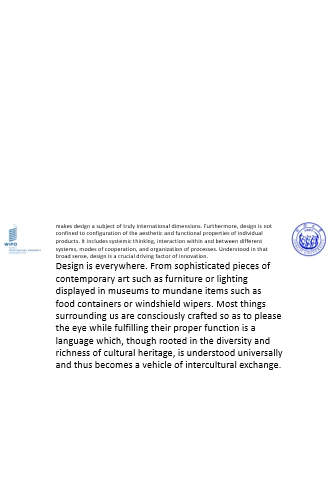 makes design a subject of truly international dimensions. Furthermore, design is not
confined to configuration of the aesthetic and functional properties of individual
products. It includes systemic thinking, interaction within and between different
systems, modes of cooperation, and organization of processes. Understood in that
broad sense, design is a crucial driving factor of innovation.
Design is everywhere. From sophisticated pieces of
contemporary art such as furniture or lighting
displayed in museums to mundane items such as
food containers or windshield wipers. Most things
surrounding us are consciously crafted so as to please
the eye while fulfilling their proper function is a
language which, though rooted in the diversity and
richness of cultural heritage, is understood universally
and thus becomes a vehicle of intercultural exchange.
WIPO